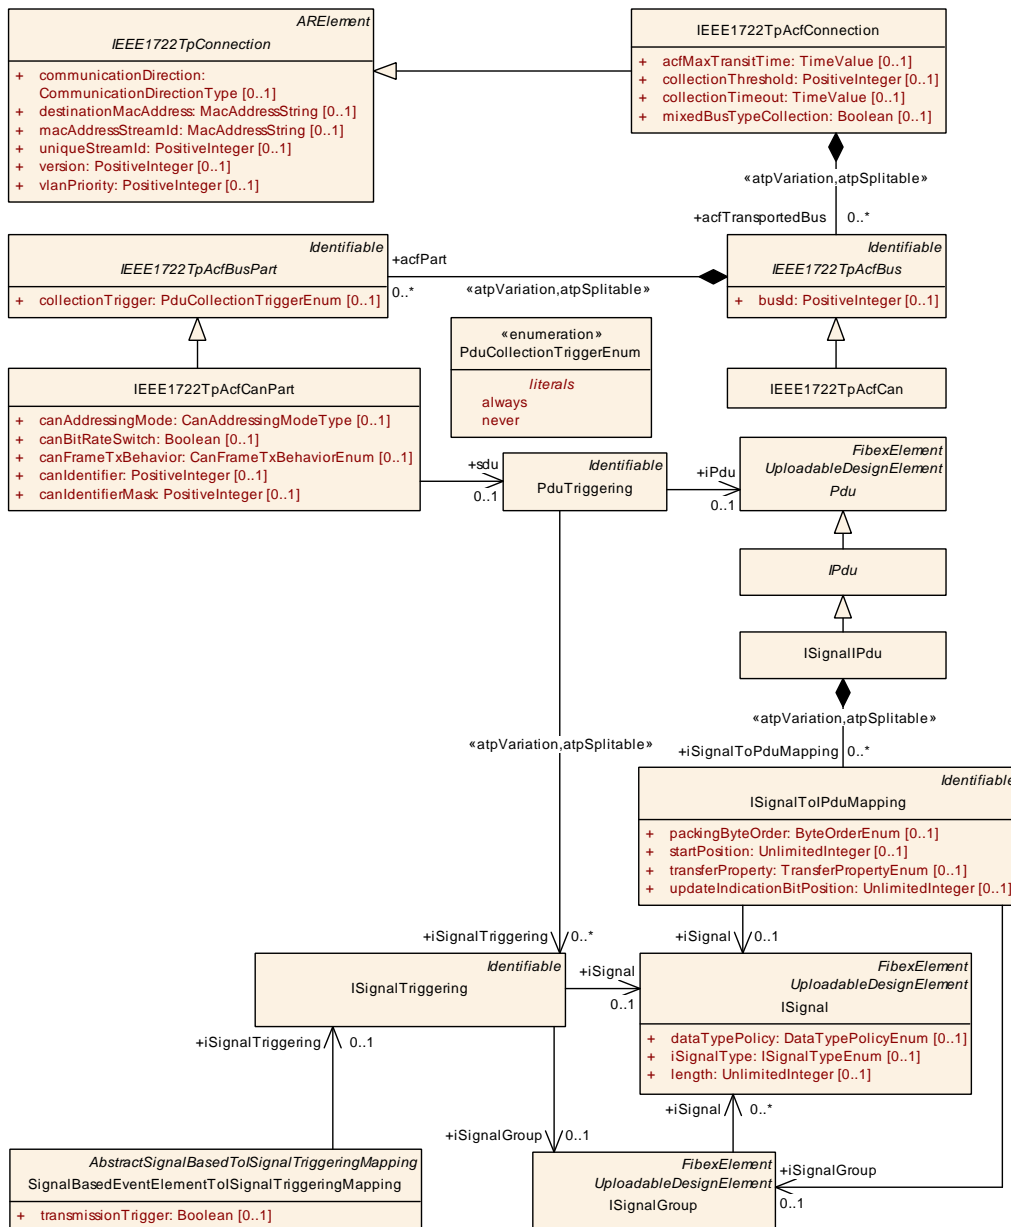 ARElement
IEEE1722TpConnection
+ communicationDirection:
CommunicationDirectionType [0..1]
+ destinationMacAddress: MacAddressString [0..1]
+ macAddressStreamId: MacAddressString [0..1]
+ uniqueStreamId: PositiveInteger [0..1]
+ version: PositiveInteger [0..1]
+ vlanPriority: PositiveInteger [0..1]
IEEE1722TpAcfConnection
+ acfMaxTransitTime: TimeValue [0..1]
+ collectionThreshold: PositiveInteger [0..1]
+ collectionTimeout: TimeValue [0..1]
+ mixedBusTypeCollection: Boolean [0..1]
«atpVariation,atpSplitable»
+acfTransportedBus 0..*
Identifiable
IEEE1722TpAcfBusPart
+ collectionTrigger: PduCollectionTriggerEnum [0..1]
+acfPart
0..*
«atpVariation,atpSplitable»
Identifiable
IEEE1722TpAcfBus
+ busId: PositiveInteger [0..1]
«enumeration»
PduCollectionTriggerEnum
literals
always
never
IEEE1722TpAcfCan
IEEE1722TpAcfCanPart
+ canAddressingMode: CanAddressingModeType [0..1]
+ canBitRateSwitch: Boolean [0..1]
+ canFrameTxBehavior: CanFrameTxBehaviorEnum [0..1]
+ canIdentifier: PositiveInteger [0..1]
+ canIdentifierMask: PositiveInteger [0..1]
+sdu
0..1
Identifiable
PduTriggering
+iPdu
0..1
FibexElement
UploadableDesignElement
Pdu
IPdu
ISignalIPdu
«atpVariation,atpSplitable»
+iSignalToPduMapping 0..*
«atpVariation,atpSplitable»
Identifiable
ISignalToIPduMapping
+ packingByteOrder: ByteOrderEnum [0..1]
+ startPosition: UnlimitedInteger [0..1]
+ transferProperty: TransferPropertyEnum [0..1]
+ updateIndicationBitPosition: UnlimitedInteger [0..1]
+iSignalTriggering 0..*
+iSignal 0..1
Identifiable
ISignalTriggering
+iSignal
0..1
FibexElement
UploadableDesignElement
ISignal
+ dataTypePolicy: DataTypePolicyEnum [0..1]
+ iSignalType: ISignalTypeEnum [0..1]
+ length: UnlimitedInteger [0..1]
+iSignalTriggering 0..1
+iSignal 0..*
+iSignalGroup 0..1
AbstractSignalBasedToISignalTriggeringMapping
SignalBasedEventElementToISignalTriggeringMapping
+ transmissionTrigger: Boolean [0..1]
FibexElement
UploadableDesignElement
ISignalGroup
+iSignalGroup
0..1